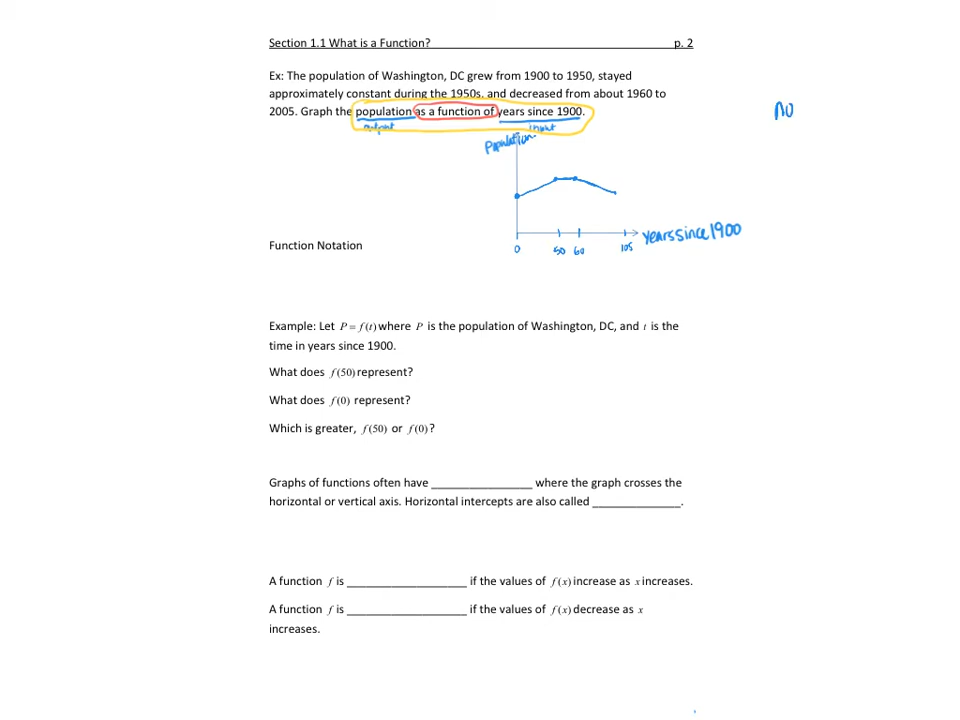 Section 1.1 What is a Function? p. 2
Ex: The population of Washington, DC grew from 1900 to 1950, stayed
approximately constant during the 1950s, and decreased from about 1960 to
2005. Graph the population as a function of years since 1900.
no
output input
Population
years since 1900
0 50 60 105
Function Notation
Example: Let P = f(t) where P is the population of Washington, DC, and t is the
time in years since 1900.
What does f(50) represent?
What does f(0) represent?
Which is greater, f(50) or f(0)?
Graphs of functions often have ________________ where the graph crosses the
horizontal or vertical axis. Horizontal intercepts are also called ______________.
A function f is ___________________ if the values of f(x) increase as x increases.
A function f is ___________________ if the values of f(x) decrease as x
increases.